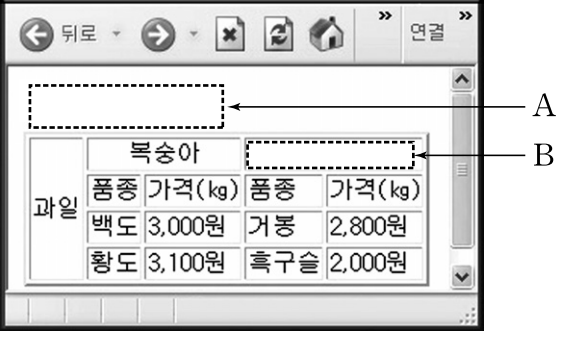 뒤로 » 연결 »
A
복숭아 B
과일 품종 가격(kg) 품종 가격(kg)
백도 3,000원 거봉 2,800원
황도 3,100원 흑구슬 2,000원